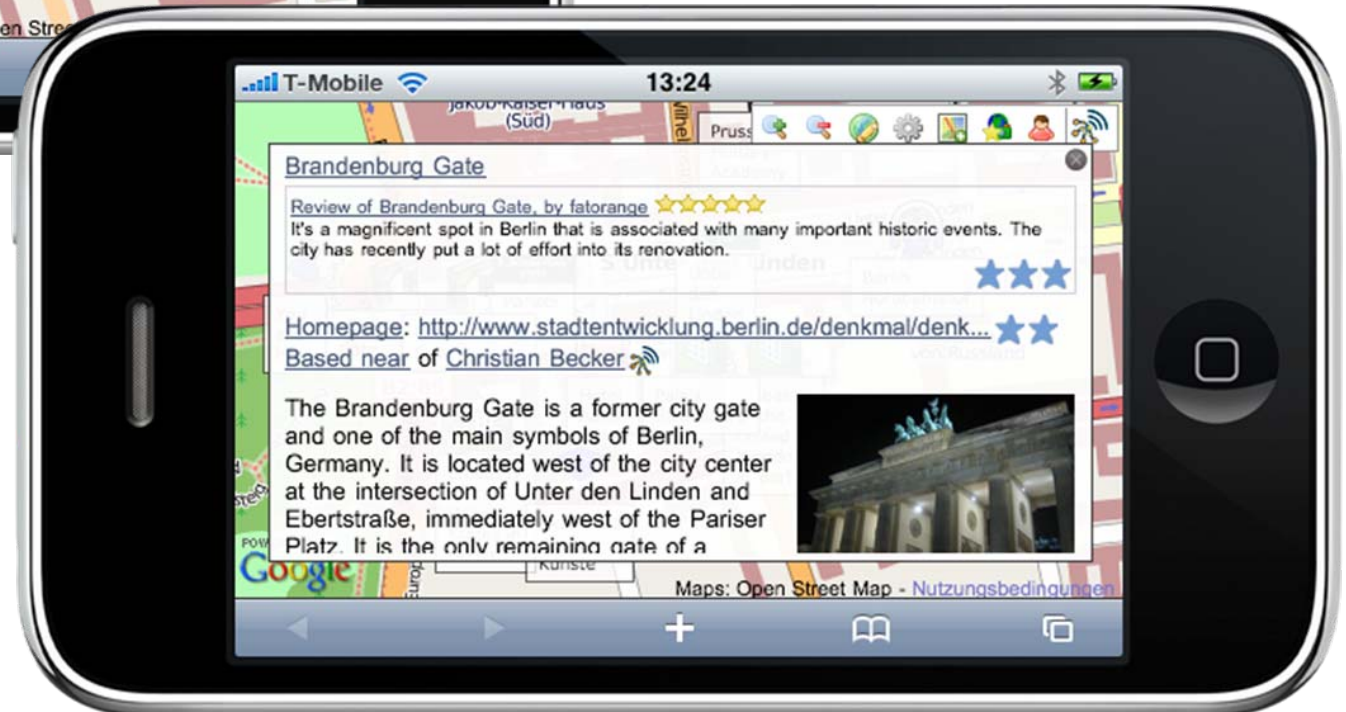 en Stre
T-Mobile 13:24
Jakob-Kaiser-Haus
(Süd)
Pruss
Brandenburg Gate
Review of Brandenburg Gate, by fatorange
It's a magnificent spot in Berlin that is associated with many important historic events. The
city has recently put a lot of effort into its renovation.
Homepage: http://www.stadtentwicklung.berlin.de/denkmal/denk...
Based near of Christian Becker
The Brandenburg Gate is a former city gate
and one of the main symbols of Berlin,
Germany. It is located west of the city center
at the intersection of Unter den Linden and
Ebertstraße, immediately west of the Pariser
Platz. It is the only remaining gate of a
POW
Google
Künste
Maps: Open Street Map - Nutzungsbedingungen